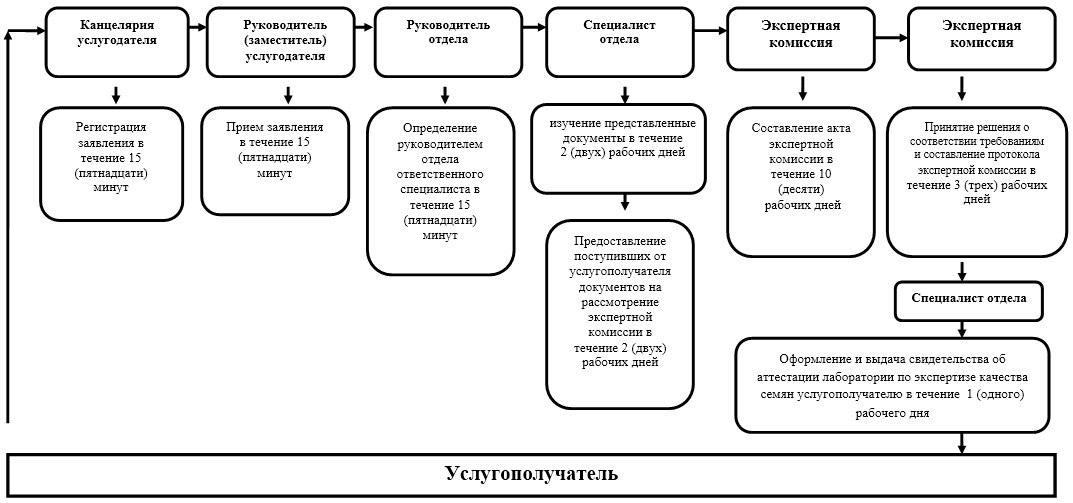 Канцелярия
услугодателя
Руководитель
(заместитель)
услугодателя
Руководитель
отдела
Специалист
отдела
Экспертная
комиссия
Экспертная
комиссия
Регистрация
заявления в
течение 15
(пятнадцати)
минут
Прием заявления
в течение 15
(пятнадцати)
минут
Определение
руководителем
отдела
ответственного
специалиста в
течение 15
(пятнадцати)
минут
изучение представленные
документы в течение
2 (двух) рабочих дней
Предоставление
поступивших от
услугополучателя
документов на
рассмотрение
экспертной
комиссии в
течение 2 (двух)
рабочих дней
Составление акта
экспертной
комиссии в
течение 10
(десяти)
рабочих дней
Принятие решения о
соответствии требованиям
и составление протокола
экспертной комиссии в
течение 3 (трех) рабочих
дней
Специалист отдела
Оформление и выдача свидетельства об
аттестации лаборатории по экспертизе качества
семян услугополучателю в течение 1 (одного)
рабочего дня
Услугополучатель